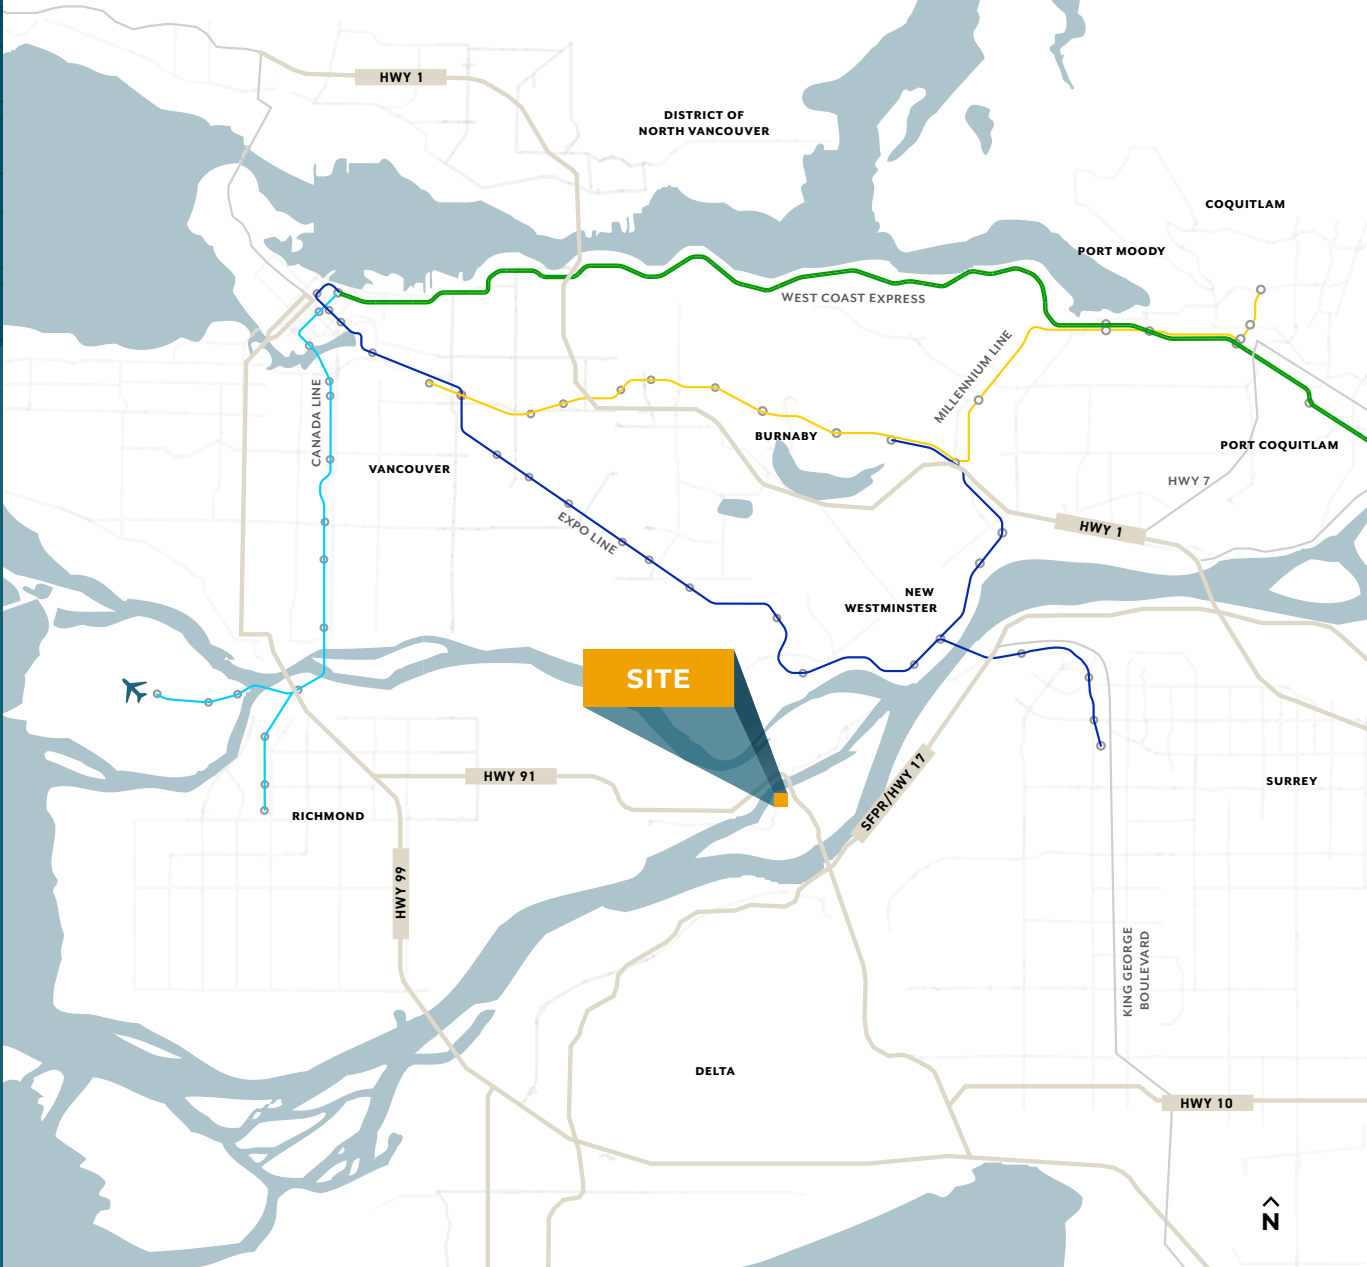 HWY 1
DISTRICT OF
NORTH VANCOUVER
COQUITLAM
PORT MOODY
WEST COAST EXPRESS
MILLENNIUM LINE
CANADA LINE
BURNABY
PORT COQUITLAM
VANCOUVER
HWY 7
EXPO LINE
HWY 1
NEW
WESTMINSTER
SITE
HWY 91
SFPR/HWY 17
SURREY
RICHMOND
HWY 99
KING GEORGE
BOULEVARD
DELTA
HWY 10
N